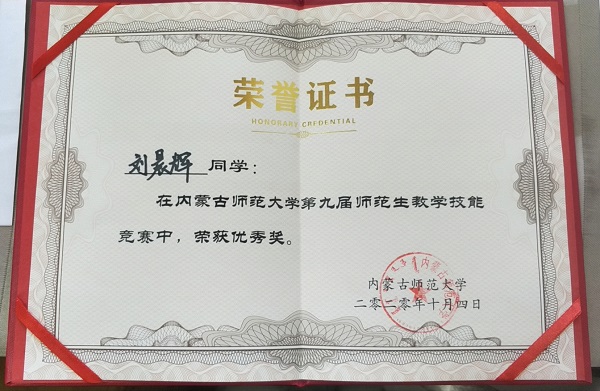 荣誉证书
HONORARY CREDENTIAL
刘晨辉 同学：
在内蒙古师范大学第九届师范生教学技能
竞赛中，荣获优秀奖。
内蒙古师范大学
二零二零年十月四日